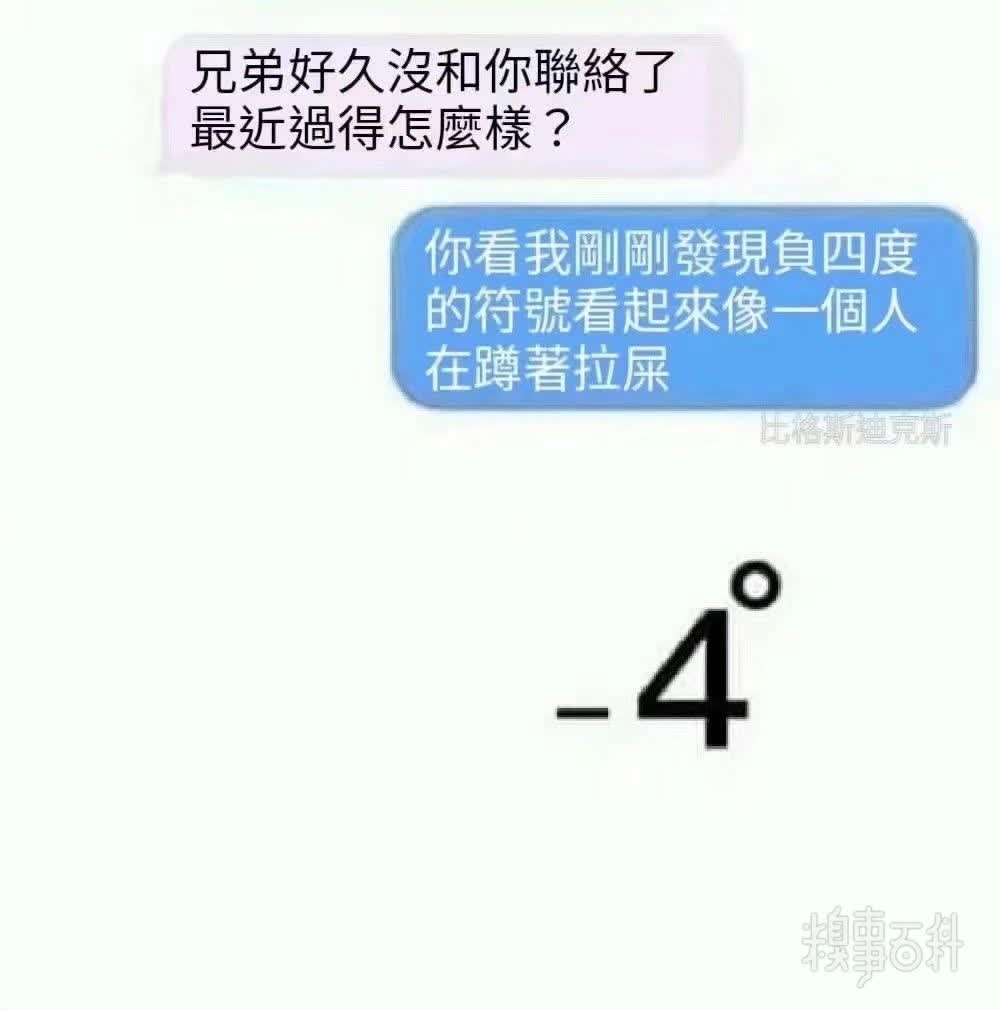 兄弟好久沒和你聯絡了
最近過得怎麼樣？
你看我剛剛發現負四度
的符號看起來像一個人
在蹲著拉屎
比格斯迪克斯
-4°
糗事百科